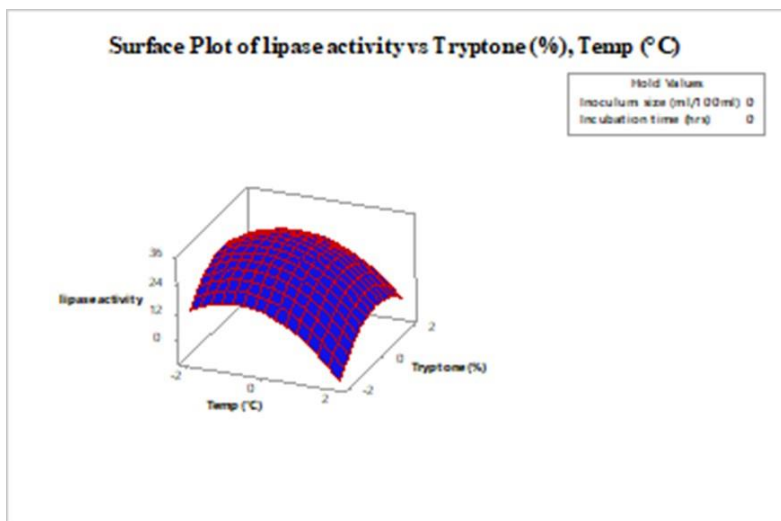 Surface Plot of lipase activity vs Tryptone (%), Temp (°C)
Hold Values
Inoculum size (ml/100ml) 0
Incubation time (hrs) 0
36
24
lipase activity
12
0
2
0
Tryptone (%)
-2
-2
0
2
Temp (°C)